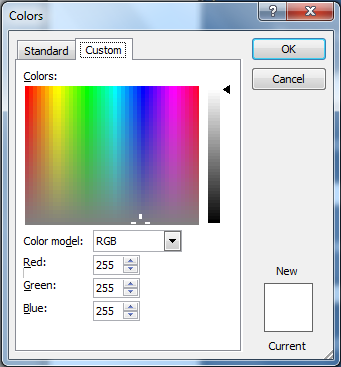 Colors
?
Standard
Custom
OK
Cancel
Colors:
Color model: RGB
Red: 255
Green: 255
Blue: 255
New
Current